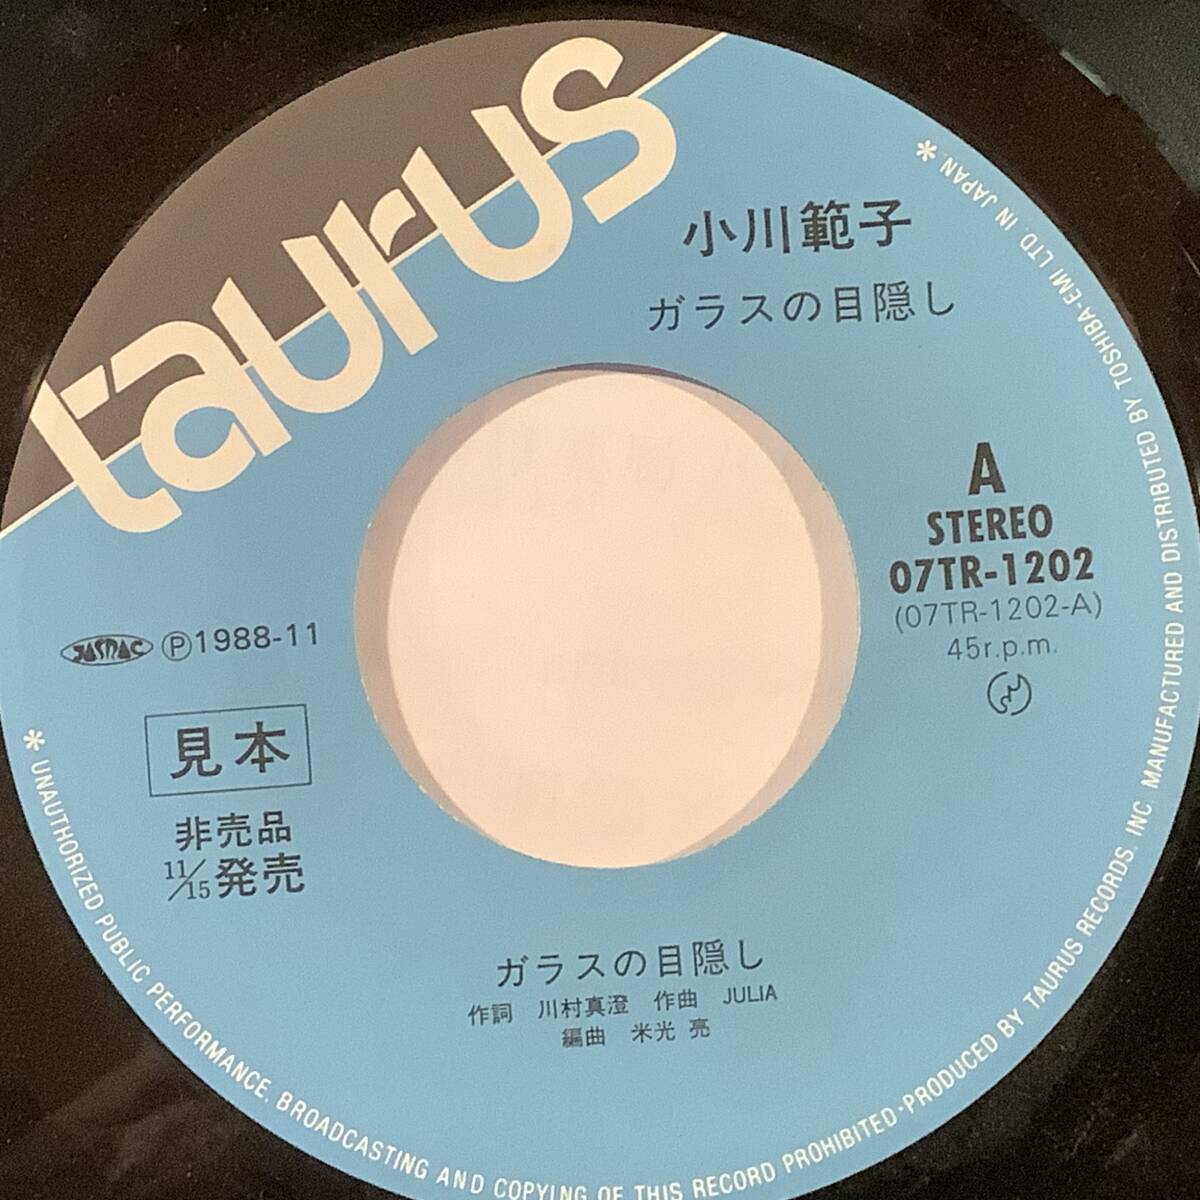 taurus
小川範子
ガラスの目隠し
A
STEREO
07TR-1202
(07TR-1202-A)
45r.p.m.
JASRAC Ⓟ1988-11
見本
非売品
11/15発売
ガラスの目隠し
作詞 川村真澄 作曲 JULIA
編曲 米光 亮
* UNAUTHORIZED PUBLIC PERFORMANCE, BROADCASTING AND COPYING OF THIS RECORD PROHIBITED·PRODUCED BY TAURUS RECORDS, INC MANUFACTURED AND DISTRIBUTED BY TOSHIBA-EMI LTD. IN JAPAN. *